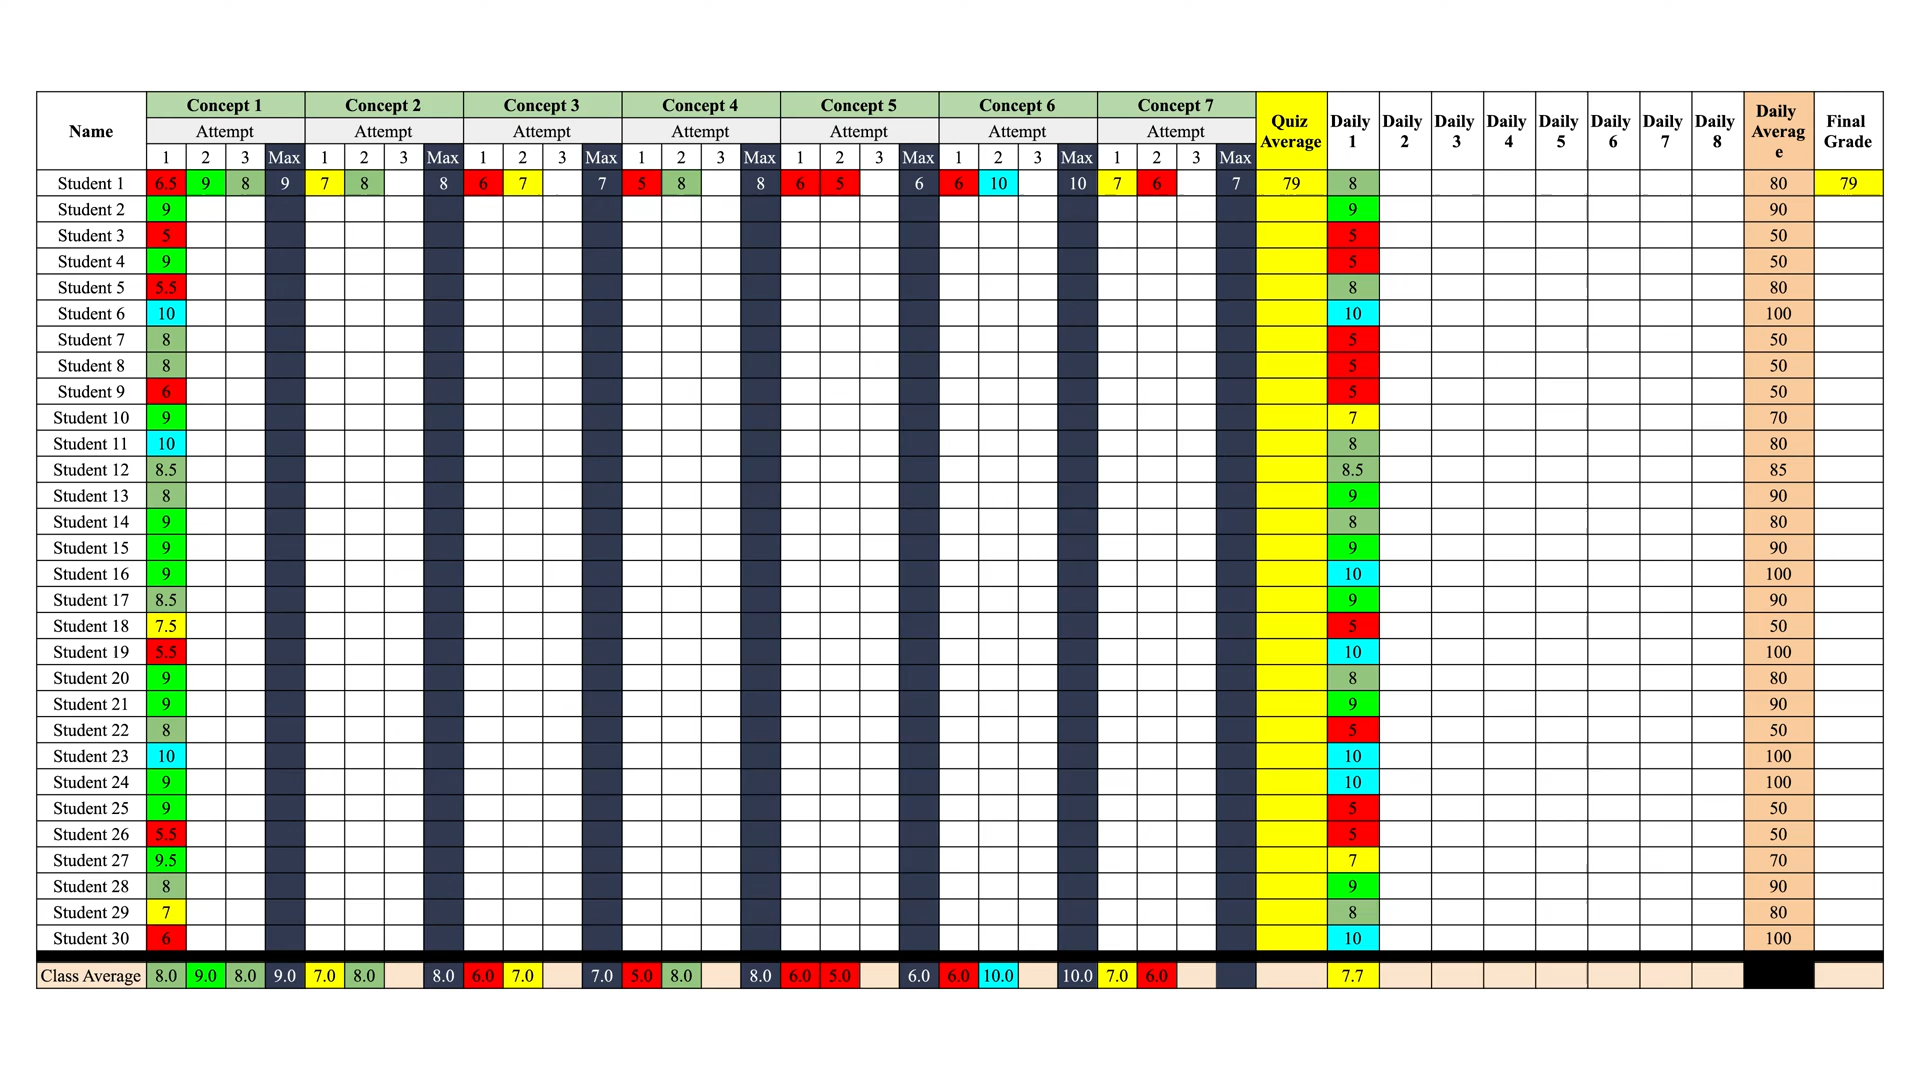 Name Concept 1 Concept 2 Concept 3 Concept 4 Concept 5 Concept 6 Concept 7 Quiz Average Daily 1 Daily 2 Daily 3 Daily 4 Daily 5 Daily 6 Daily 7 Daily 8 Daily Averag e Final Grade
Attempt Attempt Attempt Attempt Attempt Attempt Attempt
1 2 3 Max 1 2 3 Max 1 2 3 Max 1 2 3 Max 1 2 3 Max 1 2 3 Max 1 2 3 Max
Student 1 6.5 9 8 9 7 8 8 6 7 7 5 8 8 6 5 6 6 10 10 7 6 7 79 8 80 79
Student 2 9 9 90
Student 3 5 5 50
Student 4 9 5 50
Student 5 5.5 8 80
Student 6 10 10 100
Student 7 8 5 50
Student 8 8 5 50
Student 9 6 5 50
Student 10 9 7 70
Student 11 10 8 80
Student 12 8.5 8.5 85
Student 13 8 9 90
Student 14 9 8 80
Student 15 9 9 90
Student 16 9 10 100
Student 17 8.5 9 90
Student 18 7.5 5 50
Student 19 5.5 10 100
Student 20 9 8 80
Student 21 9 9 90
Student 22 8 5 50
Student 23 10 10 100
Student 24 9 10 100
Student 25 9 5 50
Student 26 5.5 5 50
Student 27 9.5 7 70
Student 28 8 9 90
Student 29 7 8 80
Student 30 6 10 100
Class Average 8.0 9.0 8.0 9.0 7.0 8.0 8.0 6.0 7.0 7.0 5.0 8.0 8.0 6.0 5.0 6.0 6.0 10.0 10.0 7.0 6.0 7.7